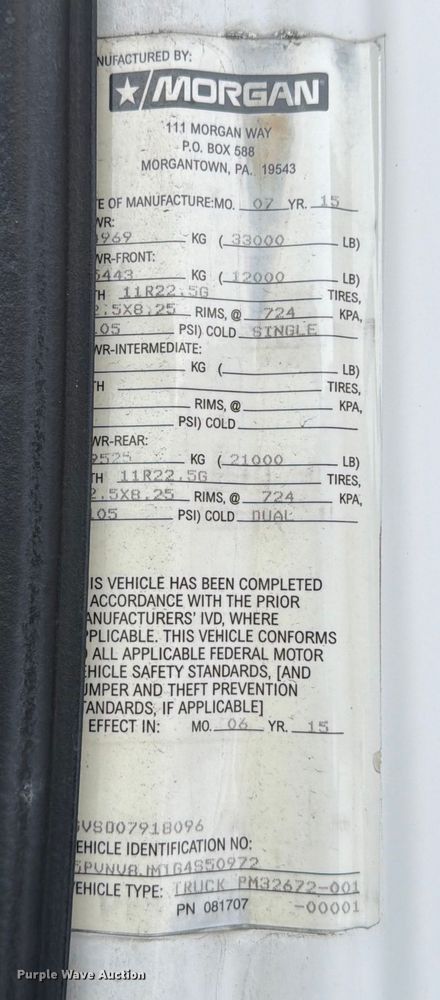 NUFACTURED BY:
MORGAN
111 MORGAN WAY
P.O. BOX 588
MORGANTOWN, PA. 19543
TE OF MANUFACTURE: MO. 07 YR. 15
WR:
969 KG (33000 LB)
WR-FRONT:
5443 KG (12000 LB)
TH 11R22.5G TIRES,
2.5X8.25 RIMS, @ 724 KPA,
105 PSI) COLD SINGLE
WR-INTERMEDIATE:
KG ( LB)
TH TIRES,
RIMS, @ KPA,
PSI) COLD
WR-REAR:
9525 KG (21000 LB)
TH 11R22.5G TIRES,
2.5X8.25 RIMS, @ 724 KPA,
105 PSI) COLD DUAL
IS VEHICLE HAS BEEN COMPLETED
ACCORDANCE WITH THE PRIOR
ANUFACTURERS' IVD, WHERE
PPLICABLE. THIS VEHICLE CONFORMS
ALL APPLICABLE FEDERAL MOTOR
EHICLE SAFETY STANDARDS, [AND
UMPER AND THEFT PREVENTION
TANDARDS, IF APPLICABLE]
EFFECT IN: MO. 06 YR. 15
VSD07918096
EHICLE IDENTIFICATION NO:
5PVNV8JM1G4S50972
EHICLE TYPE: TRUCK PM32672-001
PN 081707 -00001
Purple Wave Auction